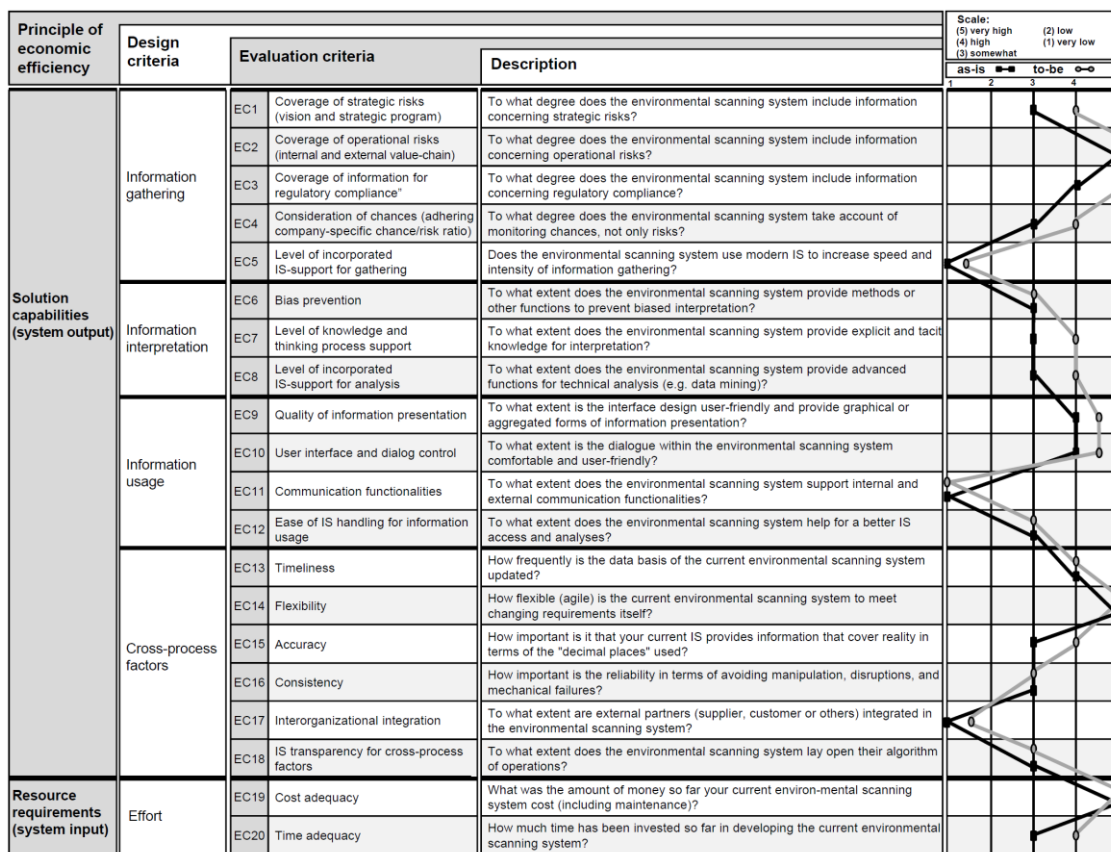 Principle of
economic
efficiency
Design
criteria
Evaluation criteria
Description
Scale:
(5) very high (2) low
(4) high (1) very low
(3) somewhat
as-is to-be
1 2 3 4
Solution
capabilities
(system output)
Information
gathering
EC1
Coverage of strategic risks
(vision and strategic program)
To what degree does the environmental scanning system include information
concerning strategic risks?
EC2
Coverage of operational risks
(internal and external value-chain)
To what degree does the environmental scanning system include information
concerning operational risks?
EC3
Coverage of information for
regulatory compliance”
To what degree does the environmental scanning system include information
concerning regulatory compliance?
EC4
Consideration of chances (adhering
company-specific chance/risk ratio)
To what degree does the environmental scanning system take account of
monitoring chances, not only risks?
EC5
Level of incorporated
IS-support for gathering
Does the environmental scanning system use modern IS to increase speed and
intensity of information gathering?
Information
interpretation
EC6
Bias prevention
To what extent does the environmental scanning system provide methods or
other functions to prevent biased interpretation?
EC7
Level of knowledge and
thinking process support
To what extent does the environmental scanning system provide explicit and tacit
knowledge for interpretation?
EC8
Level of incorporated
IS-support for analysis
To what extent does the environmental scanning system provide advanced
functions for technical analysis (e.g. data mining)?
Information
usage
EC9
Quality of information presentation
To what extent is the interface design user-friendly and provide graphical or
aggregated forms of information presentation?
EC10
User interface and dialog control
To what extent is the dialogue within the environmental scanning system
comfortable and user-friendly?
EC11
Communication functionalities
To what extent does the environmental scanning system support internal and
external communication functionalities?
EC12
Ease of IS handling for information
usage
To what extent does the environmental scanning system help for a better IS
access and analyses?
Cross-process
factors
EC13
Timeliness
How frequently is the data basis of the current environmental scanning system
updated?
EC14
Flexibility
How flexible (agile) is the current environmental scanning system to meet
changing requirements itself?
EC15
Accuracy
How important is it that your current IS provides information that cover reality in
terms of the "decimal places" used?
EC16
Consistency
How important is the reliability in terms of avoiding manipulation, disruptions, and
mechanical failures?
EC17
Interorganizational integration
To what extent are external partners (supplier, customer or others) integrated in
the environmental scanning system?
EC18
IS transparency for cross-process
factors
To what extent does the environmental scanning system lay open their algorithm
of operations?
Resource
requirements
(system input)
Effort
EC19
Cost adequacy
What was the amount of money so far your current environ-mental scanning
system cost (including maintenance)?
EC20
Time adequacy
How much time has been invested so far in developing the current environmental
scanning system?